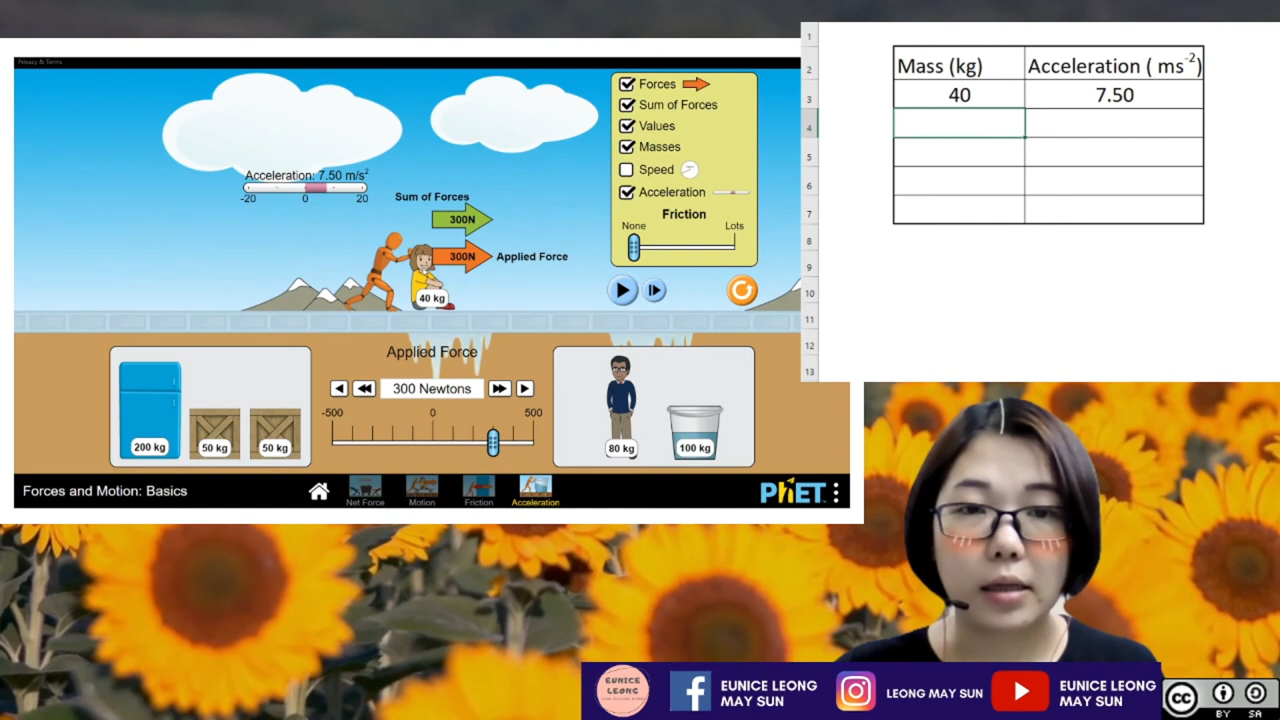 Privacy & Terms
Acceleration: 7.50 m/s²
-20 0 20
Sum of Forces
300N
300N
Applied Force
40 kg
Forces
Sum of Forces
Values
Masses
Speed
Acceleration
Friction
None Lots
200 kg
50 kg
50 kg
Applied Force
300 Newtons
-500 0 500
80 kg
100 kg
Forces and Motion: Basics
Net Force
Motion
Friction
Acceleration
PhET
1
2
3
4
5
6
7
8
9
10
11
12
13
Mass (kg) Acceleration ( ms⁻²)
40 7.50
EUNICE
LEONG
EUNICE LEONG
MAY SUN
LEONG MAY SUN
EUNICE LEONG
MAY SUN
cc
BY SA